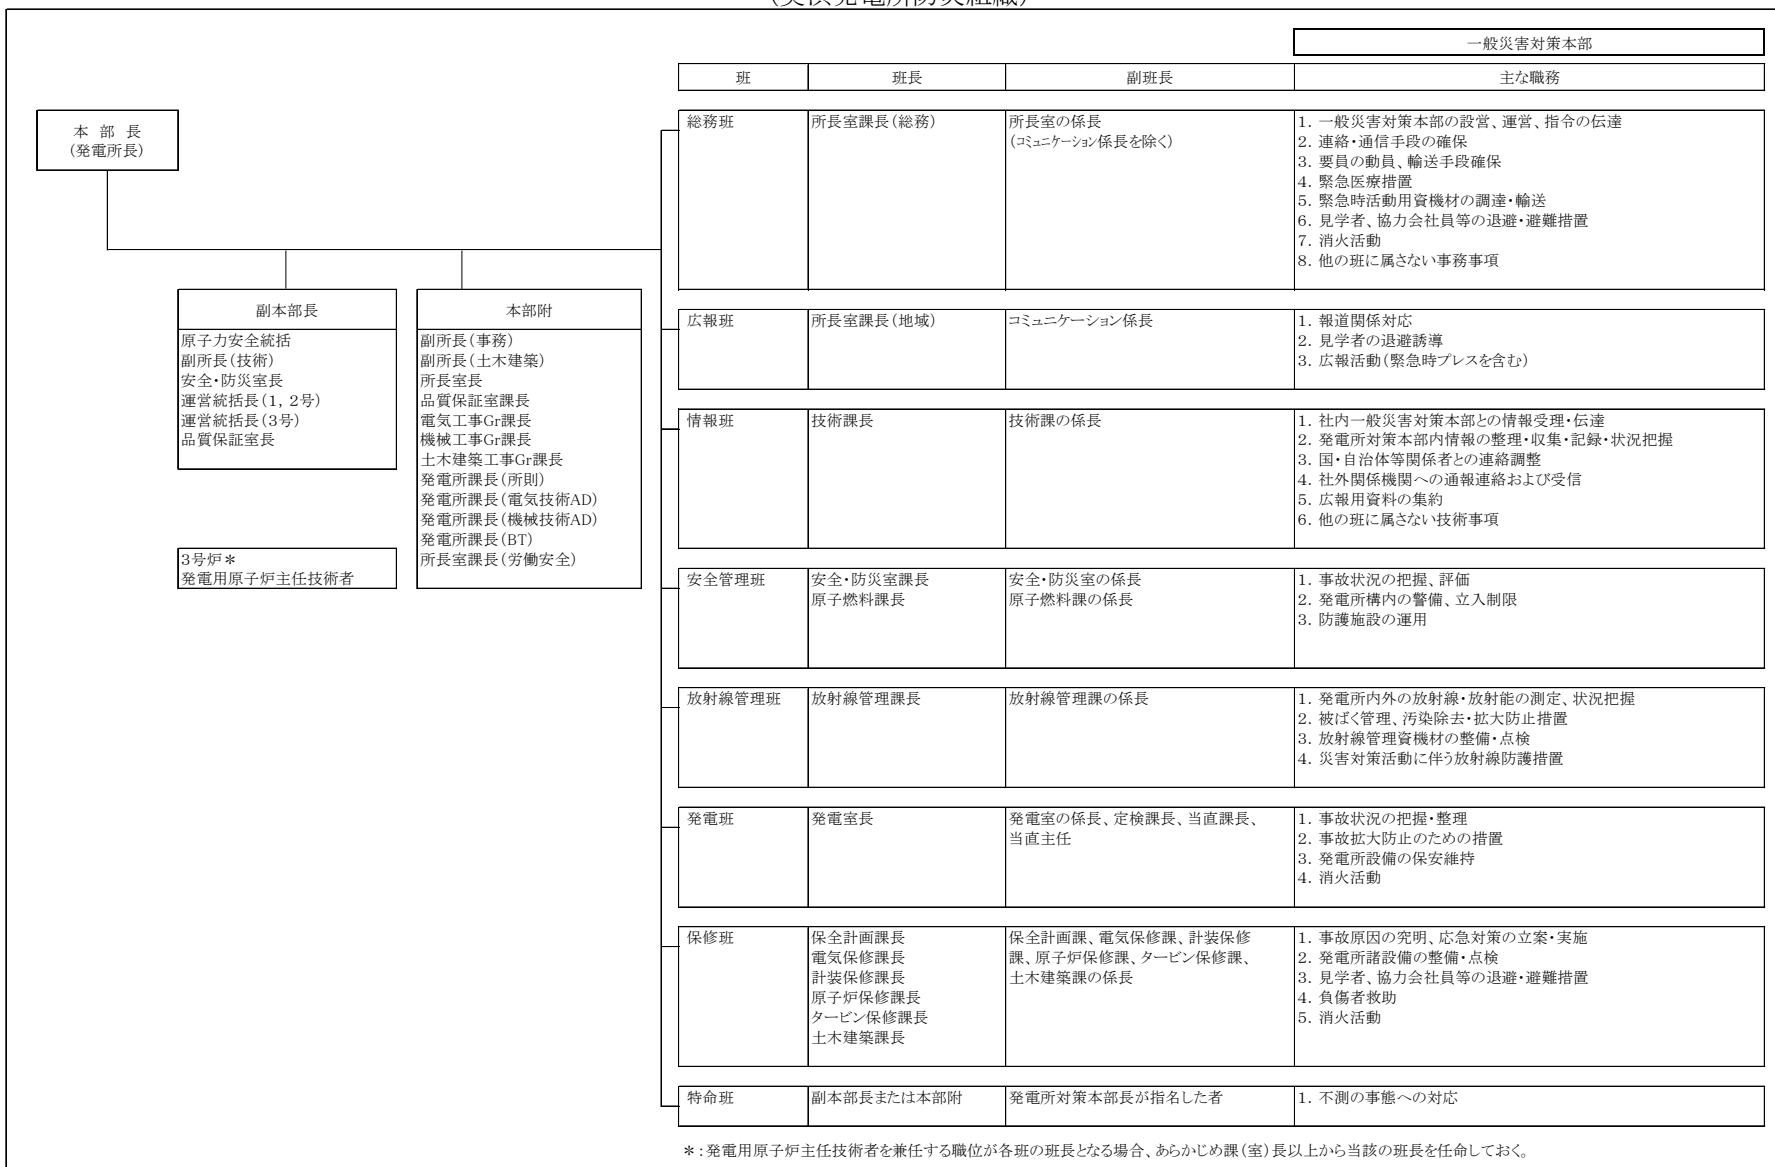 (美浜発電所防災組織)
一般災害対策本部
班 班長 副班長 主な職務
本 部 長
(発電所長)
副本部長
原子力安全統括
副所長(技術)
安全・防災室長
運営統括長(1, 2号)
運営統括長(3号)
品質保証室長
3号炉*
発電用原子炉主任技術者
本部附
副所長(事務)
副所長(土木建築)
所長室長
品質保証室課長
電気工事Gr課長
機械工事Gr課長
土木建築工事Gr課長
発電所課長(所則)
発電所課長(電気技術AD)
発電所課長(機械技術AD)
発電所課長(BT)
所長室課長(労働安全)
総務班
所長室課長(総務)
所長室の係長
(コミュニケーション係長を除く)
1. 一般災害対策本部の設営、運営、指令の伝達
2. 連絡・通信手段の確保
3. 要員の動員、輸送手段確保
4. 緊急医療措置
5. 緊急時活動用資機材の調達・輸送
6. 見学者、協力会社員等の退避・避難措置
7. 消火活動
8. 他の班に属さない事務事項
広報班
所長室課長(地域)
コミュニケーション係長
1. 報道関係対応
2. 見学者の退避誘導
3. 広報活動(緊急時プレスを含む)
情報班
技術課長
技術課の係長
1. 社内一般災害対策本部との情報受理・伝達
2. 発電所対策本部内情報の整理・収集・記録・状況把握
3. 国・自治体等関係者との連絡調整
4. 社外関係機関への通報連絡および受信
5. 広報用資料の集約
6. 他の班に属さない技術事項
安全管理班
安全・防災室課長
原子燃料課長
安全・防災室の係長
原子燃料課の係長
1. 事故状況の把握、評価
2. 発電所構内の警備、立入制限
3. 防護施設の運用
放射線管理班
放射線管理課長
放射線管理課の係長
1. 発電所内外の放射線・放射能の測定、状況把握
2. 被ばく管理、汚染除去・拡大防止措置
3. 放射線管理資機材の整備・点検
4. 災害対策活動に伴う放射線防護措置
発電班
発電室長
発電室の係長、定検課長、当直課長、
当直主任
1. 事故状況の把握・整理
2. 事故拡大防止のための措置
3. 発電所設備の保安維持
4. 消火活動
保修班
保全計画課長
電気保修課長
計装保修課長
原子炉保修課長
タービン保修課長
土木建築課長
保全計画課、電気保修課、計装保修
課、原子炉保修課、タービン保修課、
土木建築課の係長
1. 事故原因の究明、応急対策の立案・実施
2. 発電所諸設備の整備・点検
3. 見学者、協力会社員等の退避・避難措置
4. 負傷者救助
5. 消火活動
特命班
副本部長または本部附
発電所対策本部長が指名した者
1. 不測の事態への対応
*:発電用原子炉主任技術者を兼任する職位が各班の班長となる場合、あらかじめ課(室)長以上から当該の班長を任命しておく。